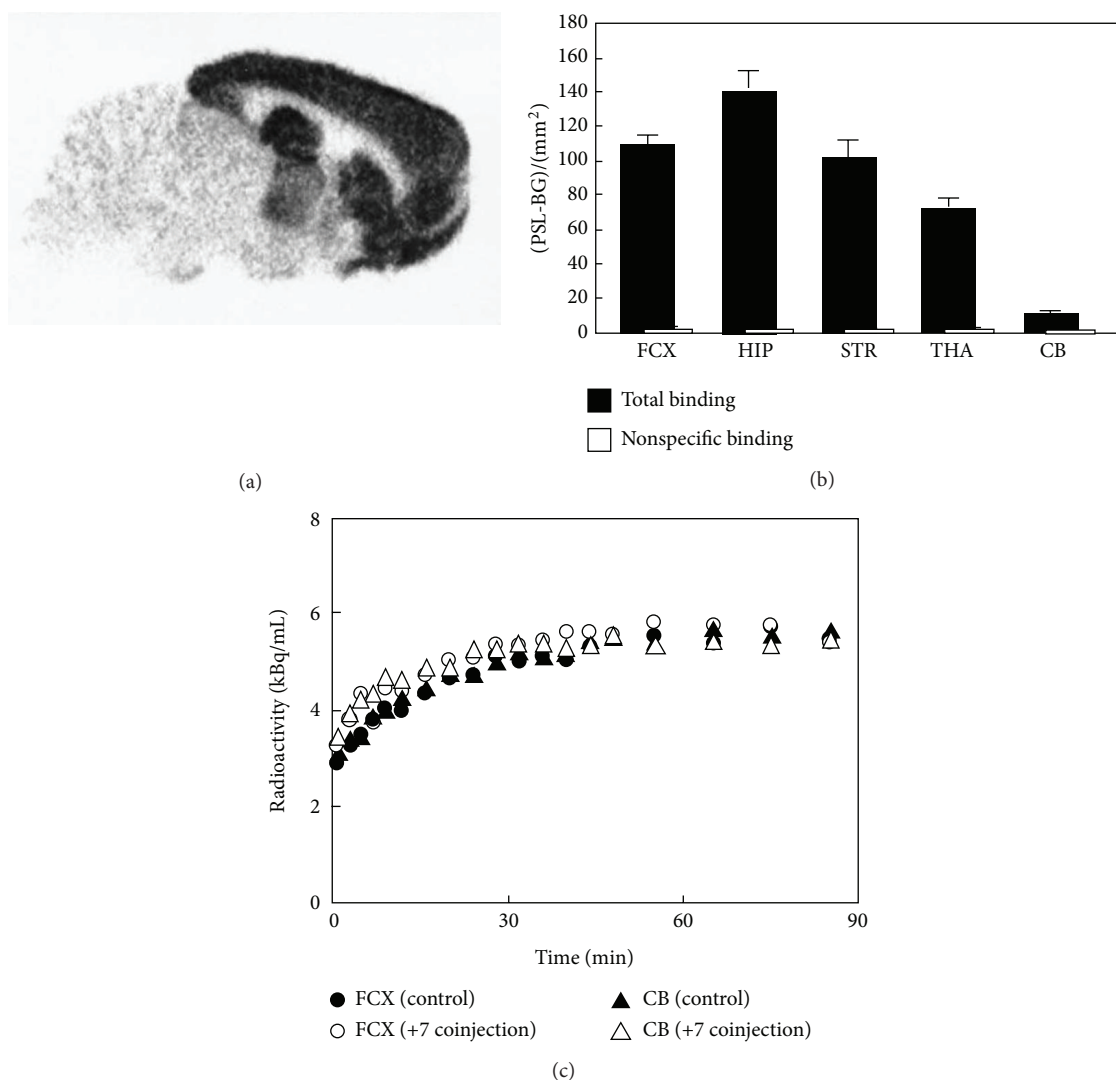 (PSL-BG)/(mm²)
180
160
140
120
100
80
60
40
20
0
FCX HIP STR THA CB
Total binding
Nonspecific binding
(a)
(b)
Radioactivity (kBq/mL)
8
6
4
2
0
0 30 60 90
Time (min)
FCX (control) CB (control)
FCX (+7 coinjection) CB (+7 coinjection)
(c)